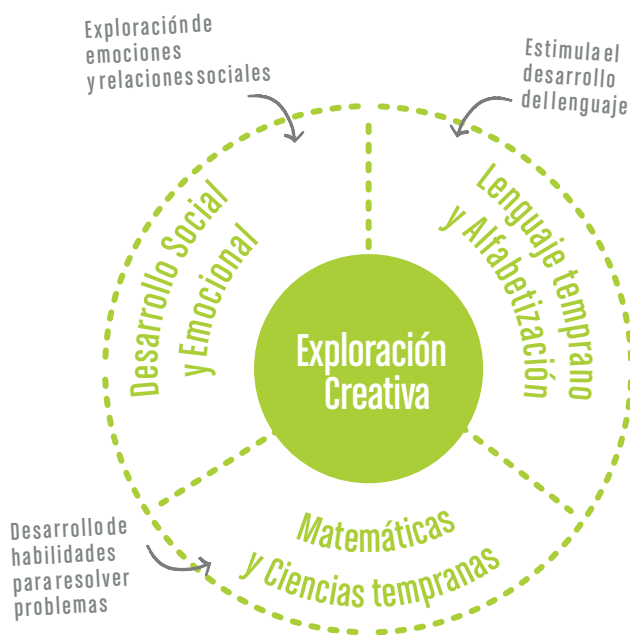 Exploración de
emociones
y relaciones sociales
Estimula el
desarrollo
del lenguaje
Desarrollo Social
y Emocional
Lenguaje temprano
y Alfabetización
Exploración
Creativa
Matemáticas
y Ciencias tempranas
Desarrollo de
habilidades
para resolver
problemas